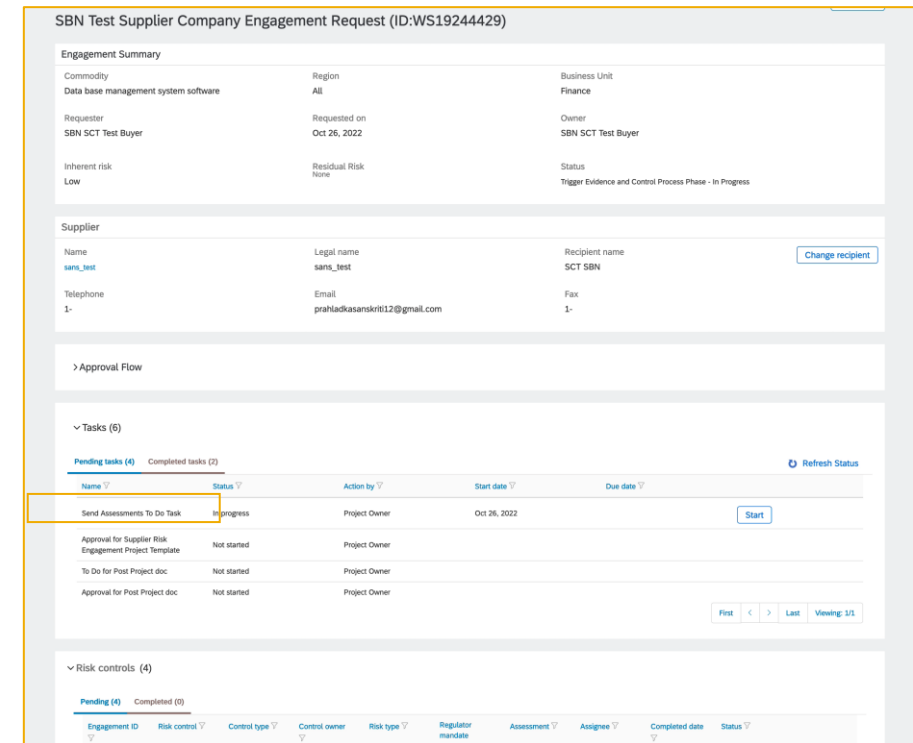 SBN Test Supplier Company Engagement Request (ID:WS19244429)
Engagement Summary
Commodity Region Business Unit
Data base management system software All Finance
Requester Requested on Owner
SBN SCT Test Buyer Oct 26, 2022 SBN SCT Test Buyer
Inherent risk Residual Risk Status
Low None Trigger Evidence and Control Process Phase - In Progress
Supplier
Name Legal name Recipient name Change recipient
sans_test sans_test SCT SBN
Telephone Email Fax
1- prahladkasanskriti12@gmail.com 1-
Approval Flow
Tasks (6)
Pending tasks (4) Completed tasks (2) Refresh Status
Name Status Action by Start date Due date
Send Assessments To Do Task In progress Project Owner Oct 26, 2022 Start
Approval for Supplier Risk
Engagement Project Template Not started Project Owner
To Do for Post Project doc Not started Project Owner
Approval for Post Project doc Not started Project Owner
First < > Last Viewing: 1/1
Risk controls (4)
Pending (4) Completed (0)
Engagement ID Risk control Control type Control owner Risk type Regulator mandate Assessment Assignee Completed date Status